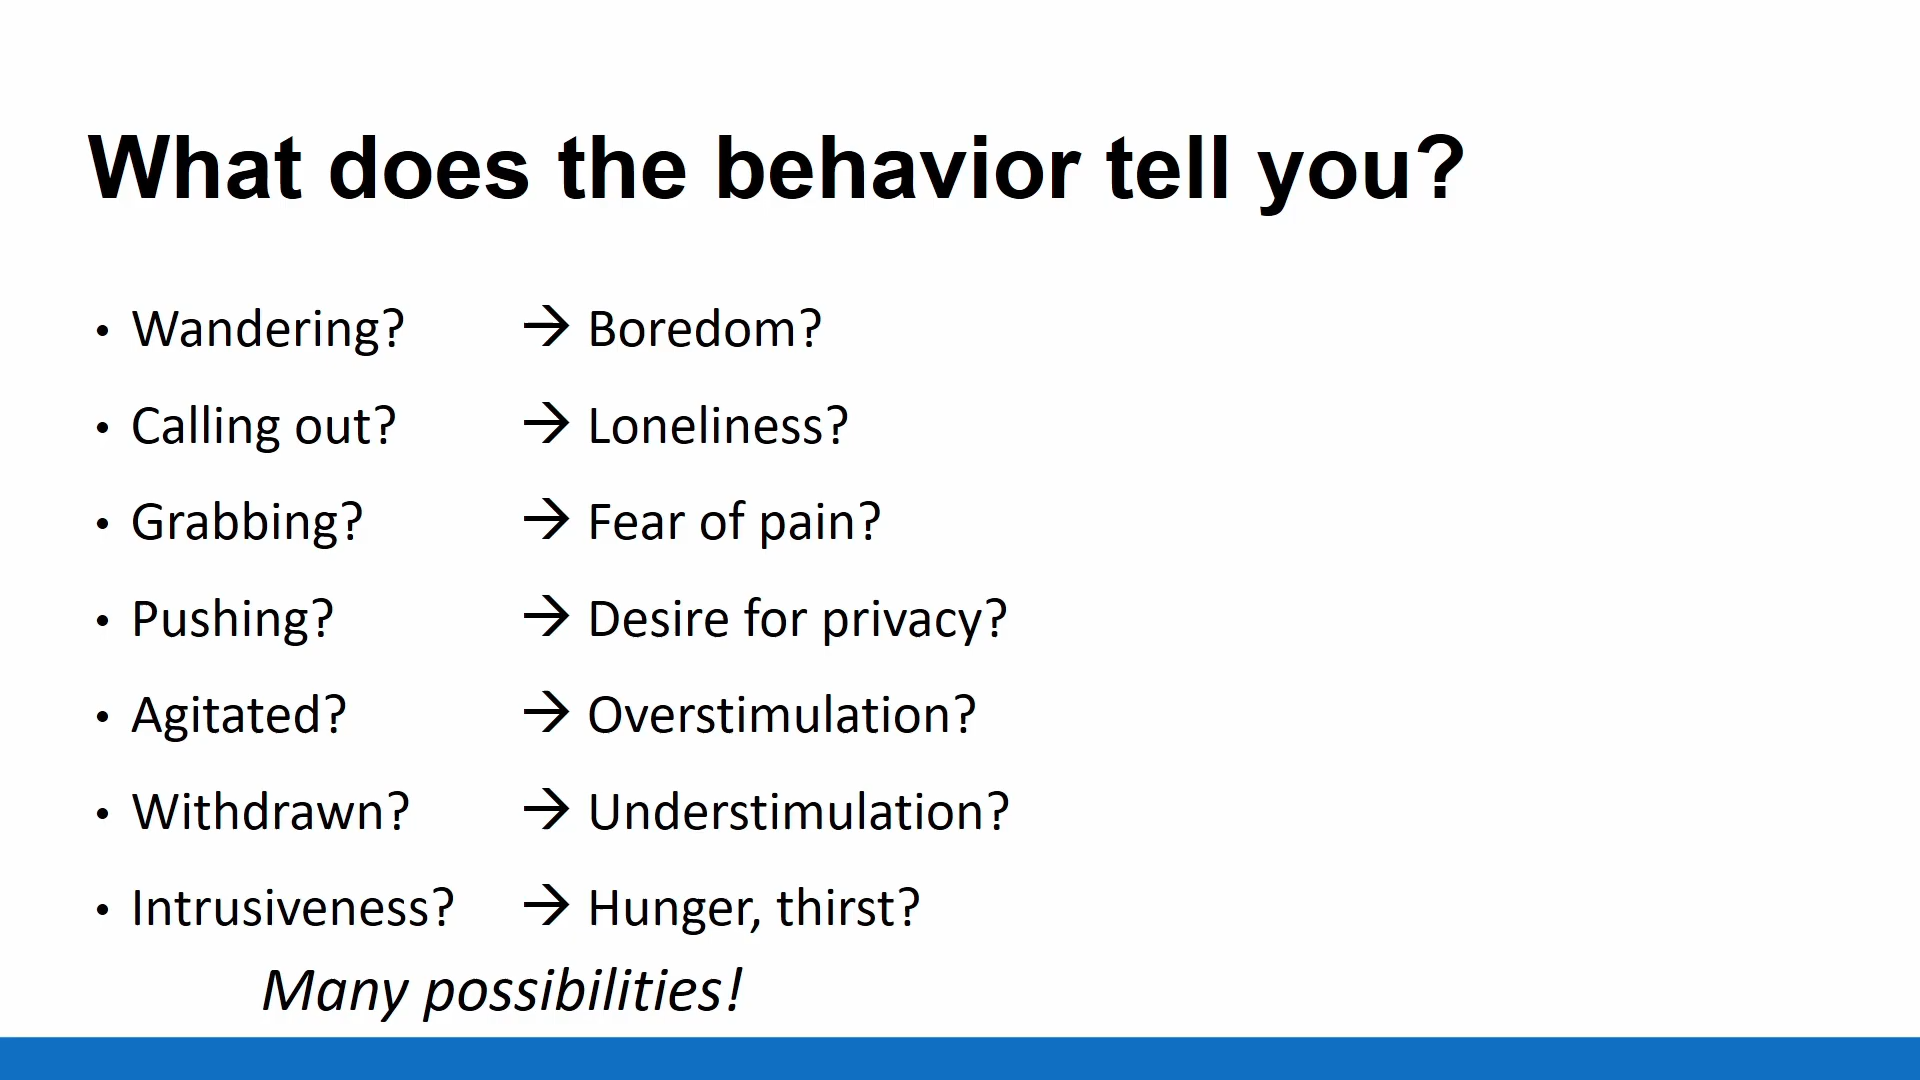 What does the behavior tell you?
• Wandering? → Boredom?
• Calling out? → Loneliness?
• Grabbing? → Fear of pain?
• Pushing? → Desire for privacy?
• Agitated? → Overstimulation?
• Withdrawn? → Understimulation?
• Intrusiveness? → Hunger, thirst?
Many possibilities!